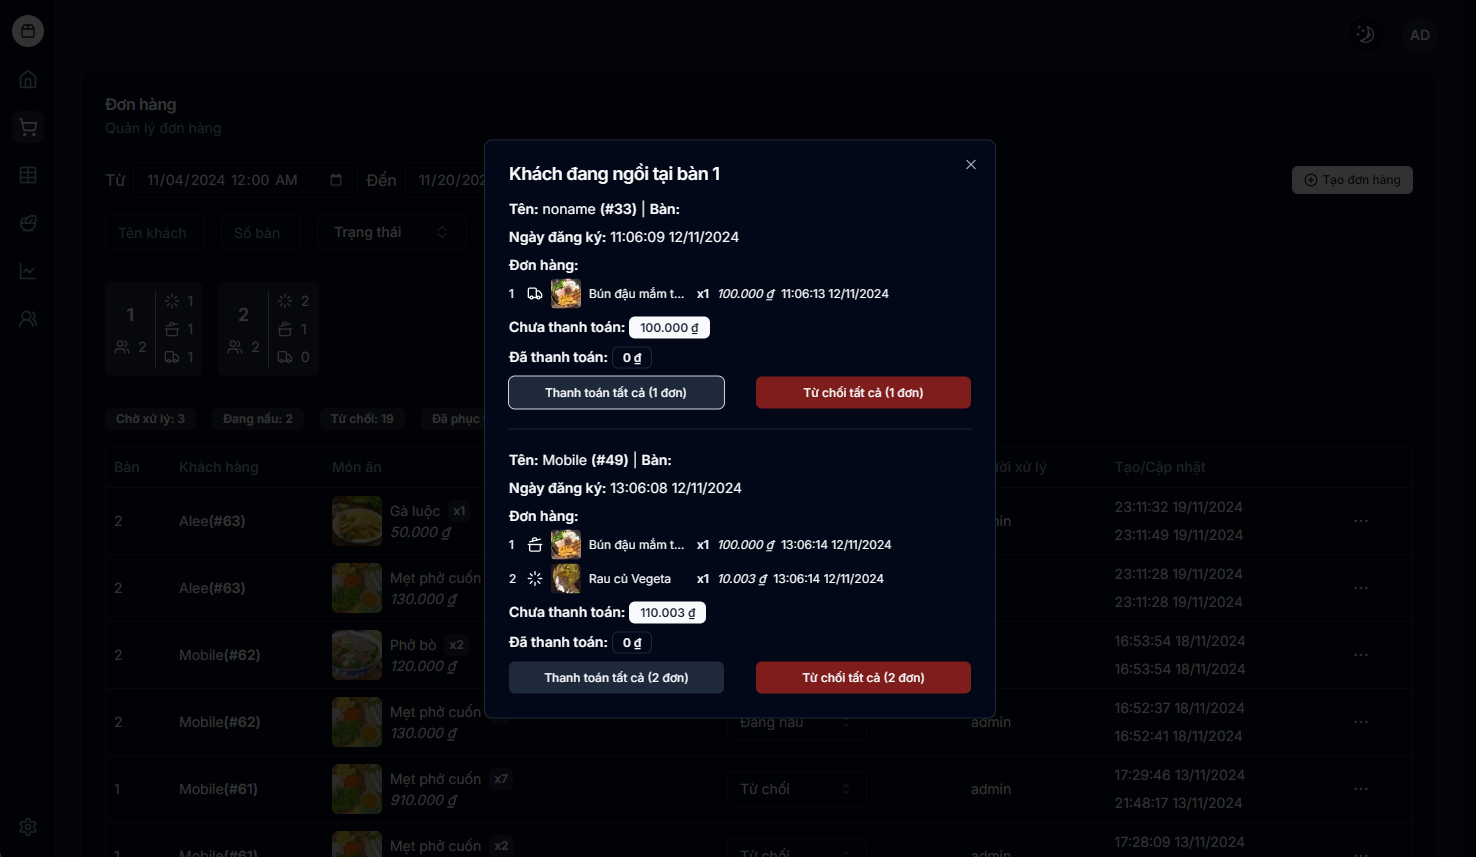 AD
Đơn hàng
Quản lý đơn hàng
Từ 11/04/2024 12:00 AM Đến 11/20/202
Tạo đơn hàng
Tên khách Số bàn Trạng thái
1 2 1 1 1
2 2 2 1 0
Chờ xử lý: 3 Đang nấu: 2 Từ chối: 19 Đã phục
Bàn Khách hàng Món ăn xử lý Tạo/Cập nhật
2 Alee(#63) Gà luộc x1 50.000 ₫ 23:11:32 19/11/2024
23:11:49 19/11/2024
2 Alee(#63) Mẹt phở cuốn 130.000 ₫ 23:11:28 19/11/2024
23:11:28 19/11/2024
2 Mobile(#62) Phở bò x2 120.000 ₫ 16:53:54 18/11/2024
16:53:54 18/11/2024
2 Mobile(#62) Mẹt phở cuốn 130.000 ₫ Đang nấu admin 16:52:37 18/11/2024
16:52:41 18/11/2024
1 Mobile(#61) Mẹt phở cuốn x7 910.000 ₫ Từ chối admin 17:29:46 13/11/2024
21:48:17 13/11/2024
1 Mobile(#61) Mẹt phở cuốn x2 Từ chối admin 17:28:09 13/11/2024
Khách đang ngồi tại bàn 1
Tên: noname (#33) | Bàn:
Ngày đăng ký: 11:06:09 12/11/2024
Đơn hàng:
1 Bún đậu mắm t... x1 100.000 ₫ 11:06:13 12/11/2024
Chưa thanh toán: 100.000 ₫
Đã thanh toán: 0 ₫
Thanh toán tất cả (1 đơn) Từ chối tất cả (1 đơn)
Tên: Mobile (#49) | Bàn:
Ngày đăng ký: 13:06:08 12/11/2024
Đơn hàng:
1 Bún đậu mắm t... x1 100.000 ₫ 13:06:14 12/11/2024
2 Rau củ Vegeta x1 10.003 ₫ 13:06:14 12/11/2024
Chưa thanh toán: 110.003 ₫
Đã thanh toán: 0 ₫
Thanh toán tất cả (2 đơn) Từ chối tất cả (2 đơn)